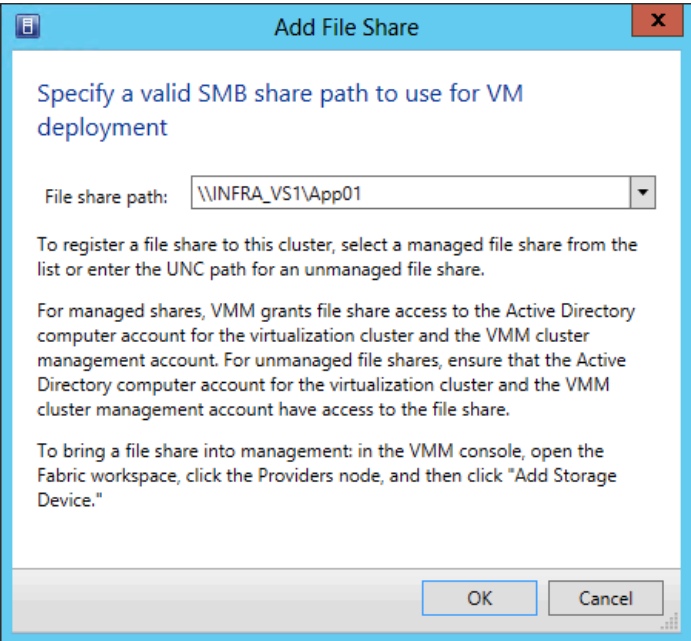 Add File Share
x
Specify a valid SMB share path to use for VM
deployment
File share path: \\INFRA_VS1\App01
To register a file share to this cluster, select a managed file share from the
list or enter the UNC path for an unmanaged file share.
For managed shares, VMM grants file share access to the Active Directory
computer account for the virtualization cluster and the VMM cluster
management account. For unmanaged file shares, ensure that the Active
Directory computer account for the virtualization cluster and the VMM
cluster management account have access to the file share.
To bring a file share into management: in the VMM console, open the
Fabric workspace, click the Providers node, and then click "Add Storage
Device."
OK Cancel